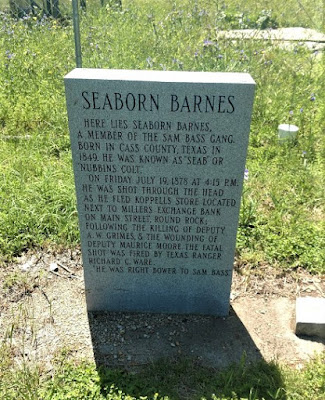 SEABORN BARNES
HERE LIES SEABORN BARNES,
A MEMBER OF THE SAM BASS GANG.
BORN IN CASS COUNTY, TEXAS IN
1849. HE WAS KNOWN AS "SEAB" OR
NUBBINS COLT.
ON FRIDAY JULY 19, 1878 AT 4:15 P.M.
HE WAS SHOT THROUGH THE HEAD
AS HE FLED KOPPELLS STORE LOCATED
NEXT TO MILLERS EXCHANGE BANK
ON MAIN STREET, ROUND ROCK;
FOLLOWING THE KILLING OF DEPUTY
A. W. GRIMES, & THE WOUNDING OF
DEPUTY MAURICE MOORE. THE FATAL
SHOT WAS FIRED BY TEXAS RANGER,
RICHARD C. WARE.
"HE WAS RIGHT BOWER TO SAM BASS"